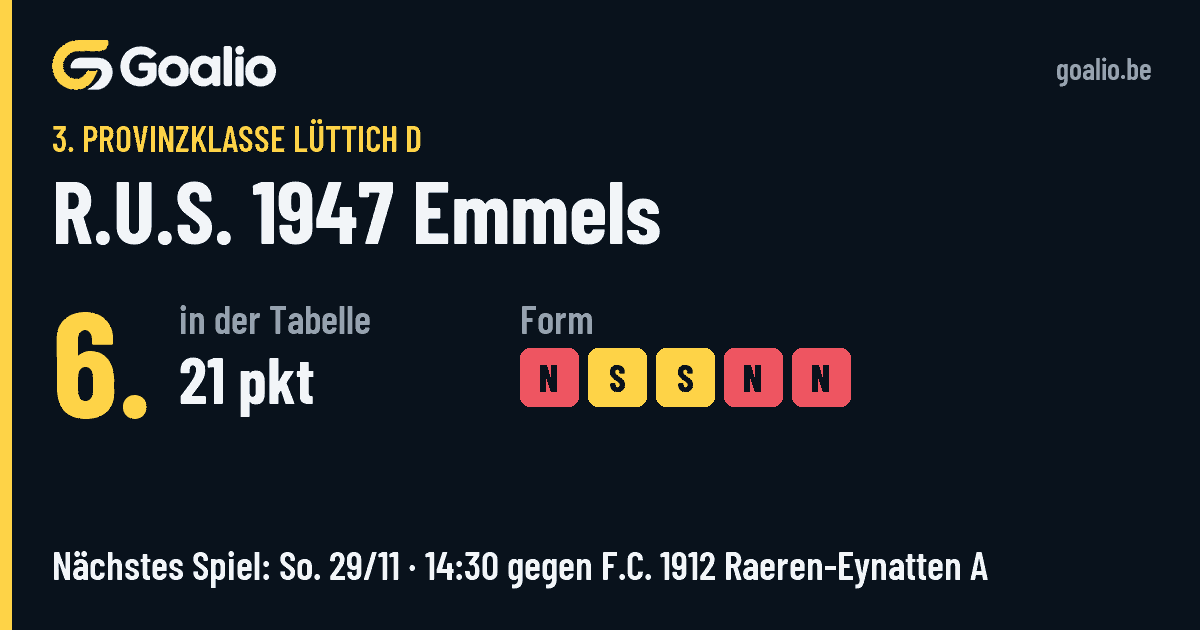 Goalio
goalio.be
3. PROVINZKLASSE LÜTTICH D
R.U.S. 1947 Emmels
6.
in der Tabelle
21 pkt
Form
N S S N N
Nächstes Spiel: So. 29/11 · 14:30 gegen F.C. 1912 Raeren-Eynatten A